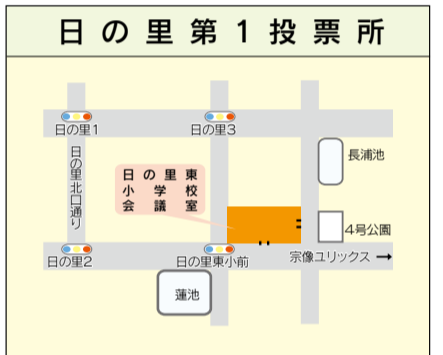 日の里第1投票所
日の里1
日の里3
日の里北口通り
長浦池
日の里東
小学校
会議室
4号公園
日の里2
日の里東小前
宗像ユリックス →
蓮池